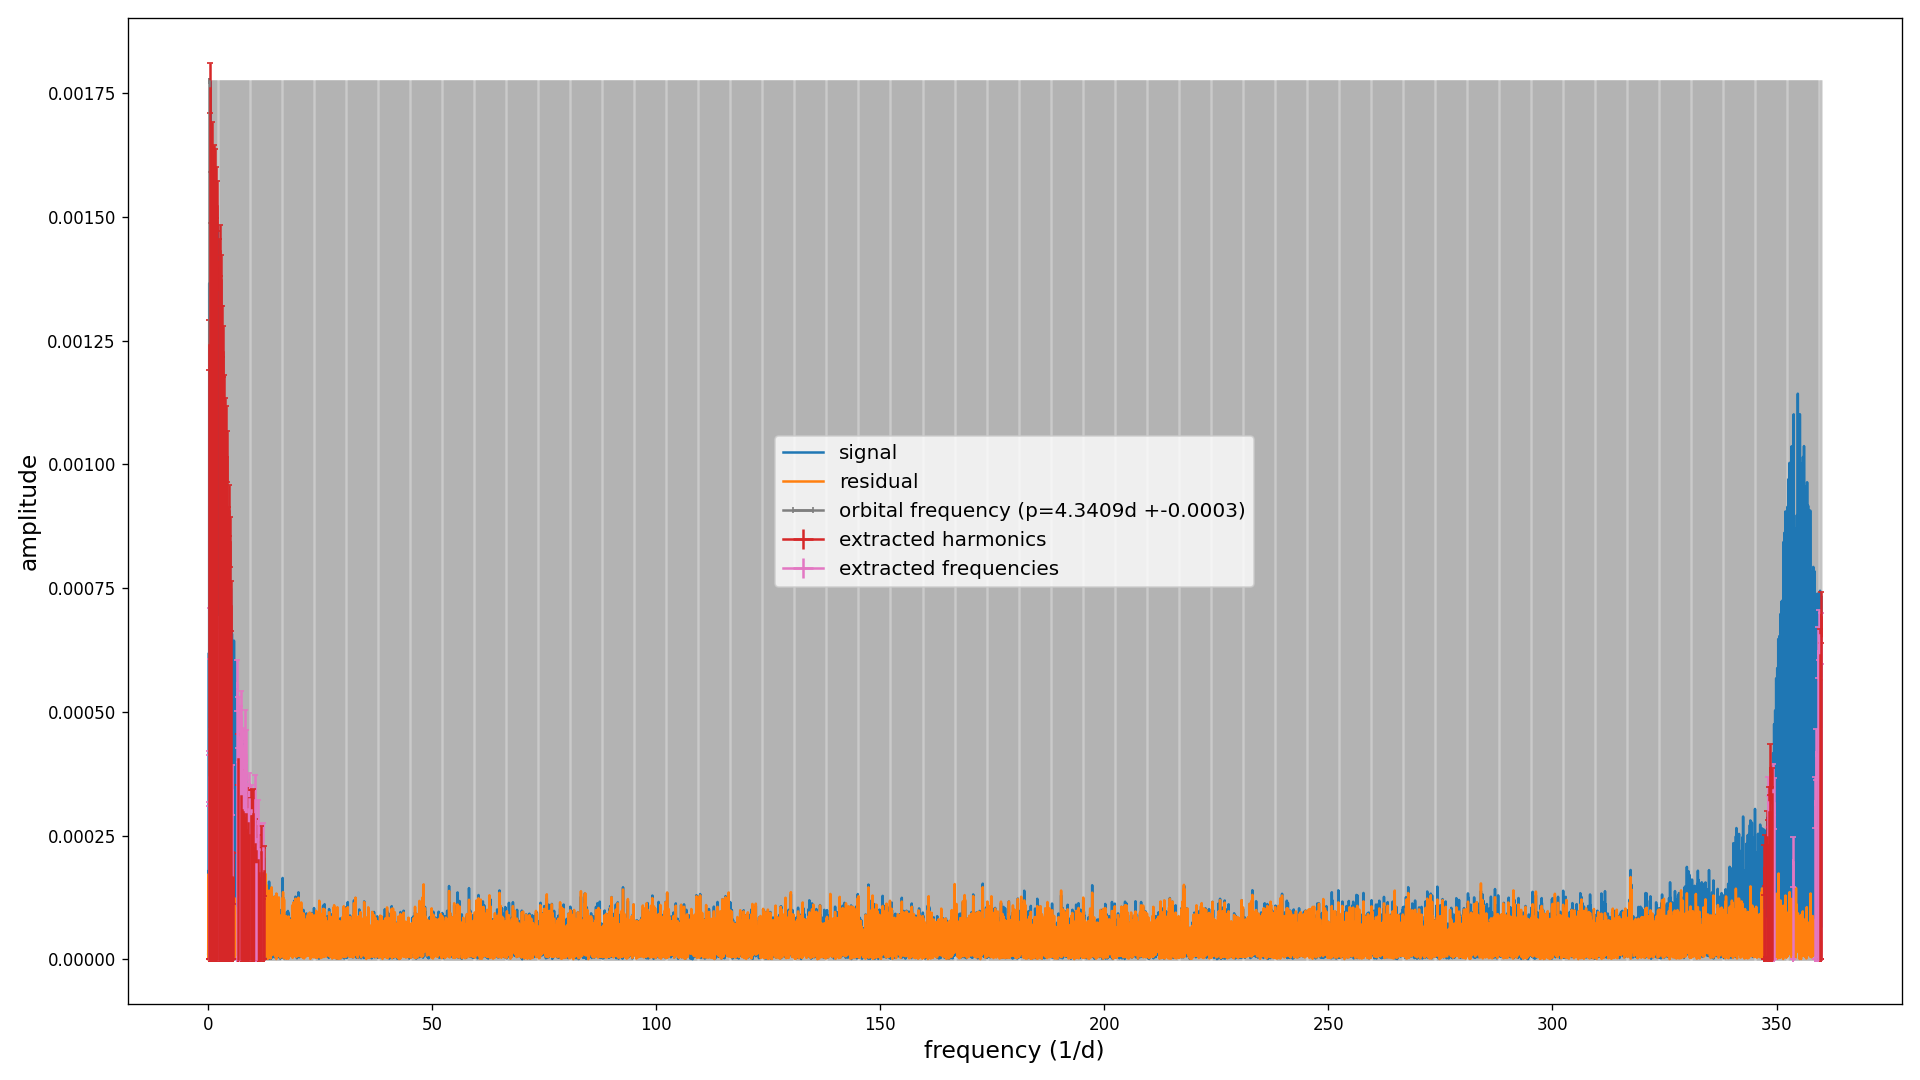 0.00175
0.00150
0.00125
0.00100
0.00075
0.00050
0.00025
0.00000
amplitude
signal
residual
orbital frequency (p=4.3409d +-0.0003)
extracted harmonics
extracted frequencies
0 50 100 150 200 250 300 350
frequency (1/d)